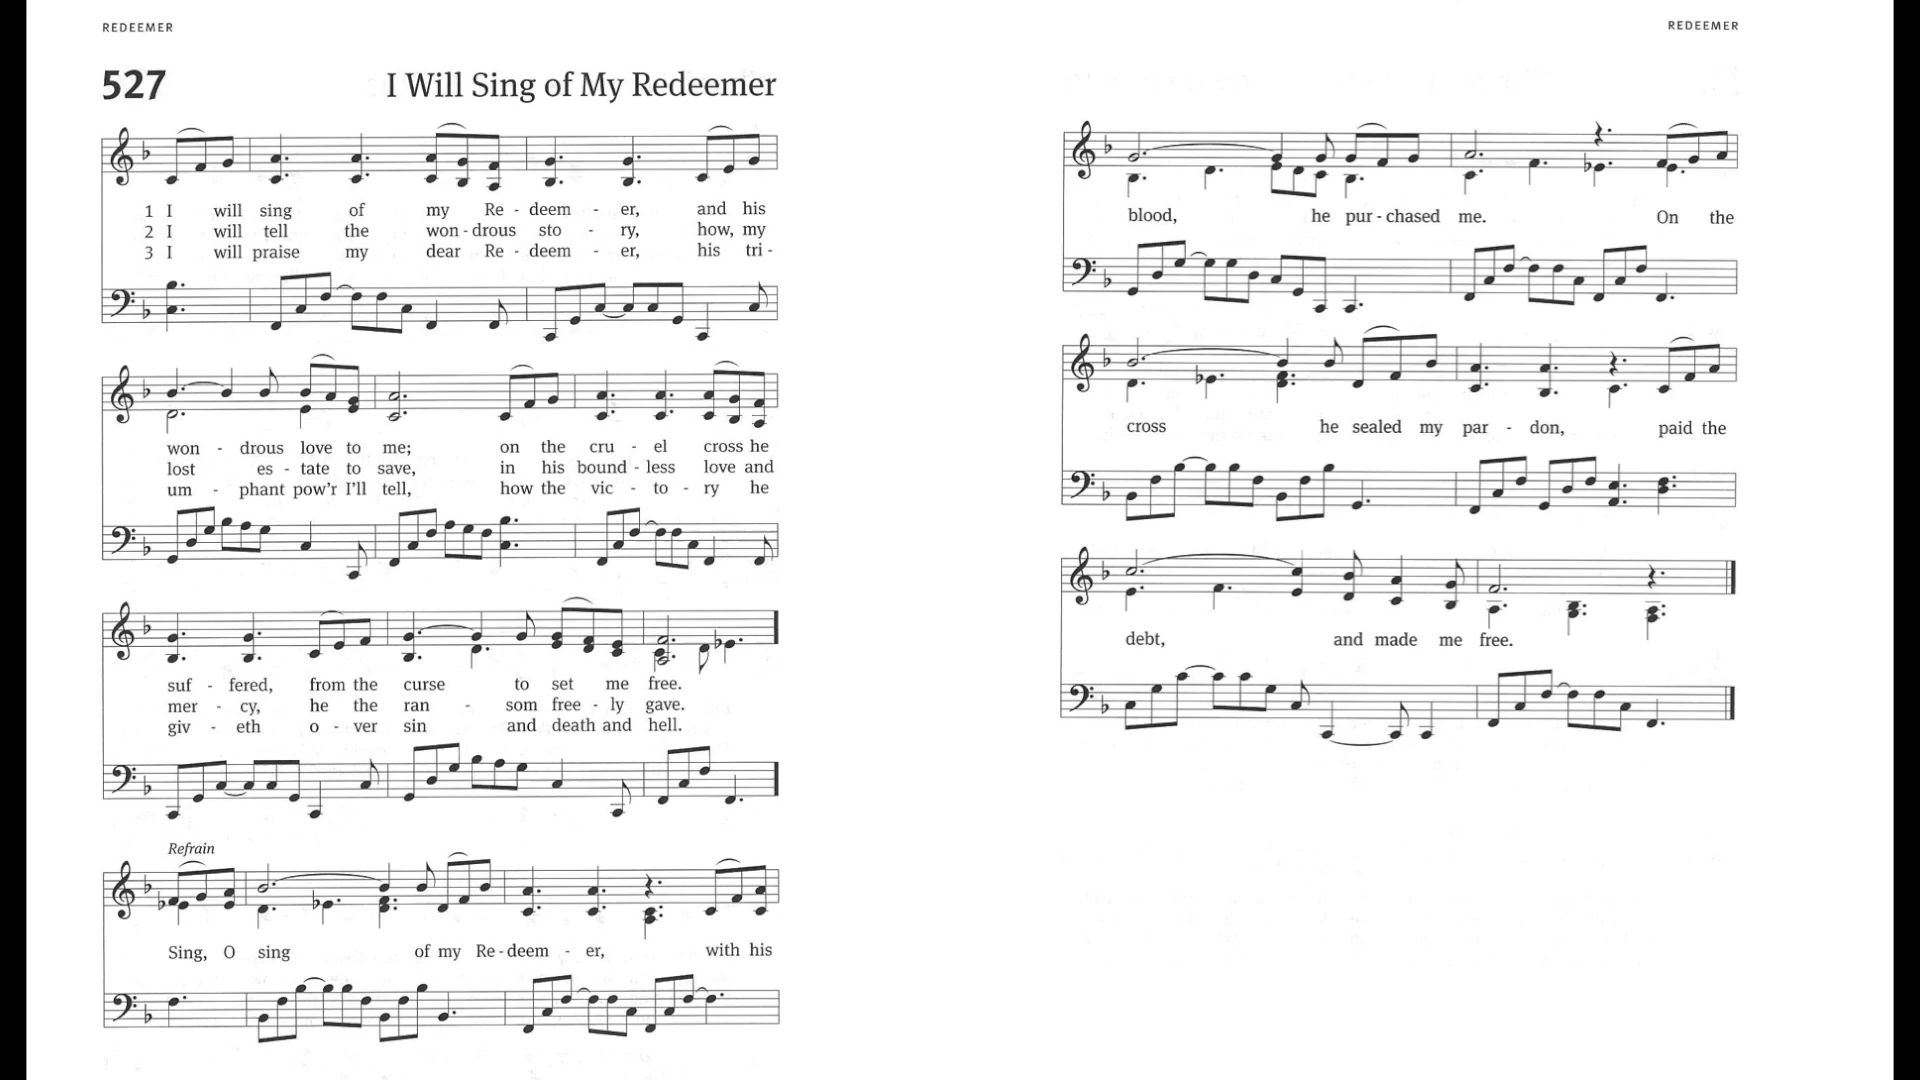 REDEEMER
527 I Will Sing of My Redeemer
1 I will sing of my Re - deem - er, and his
2 I will tell the won - drous sto - ry, how, my
3 I will praise my dear Re - deem - er, his tri -
won - drous love to me; on the cru - el cross he
lost es - tate to save, in his bound - less love and
um - phant pow'r I'll tell, how the vic - to - ry he
suf - fered, from the curse to set me free.
mer - cy, he the ran - som free - ly gave.
giv - eth o - ver sin and death and hell.
Refrain
Sing, O sing of my Re - deem - er, with his
REDEEMER
blood, he pur - chased me. On the
cross he sealed my par - don, paid the
debt, and made me free.